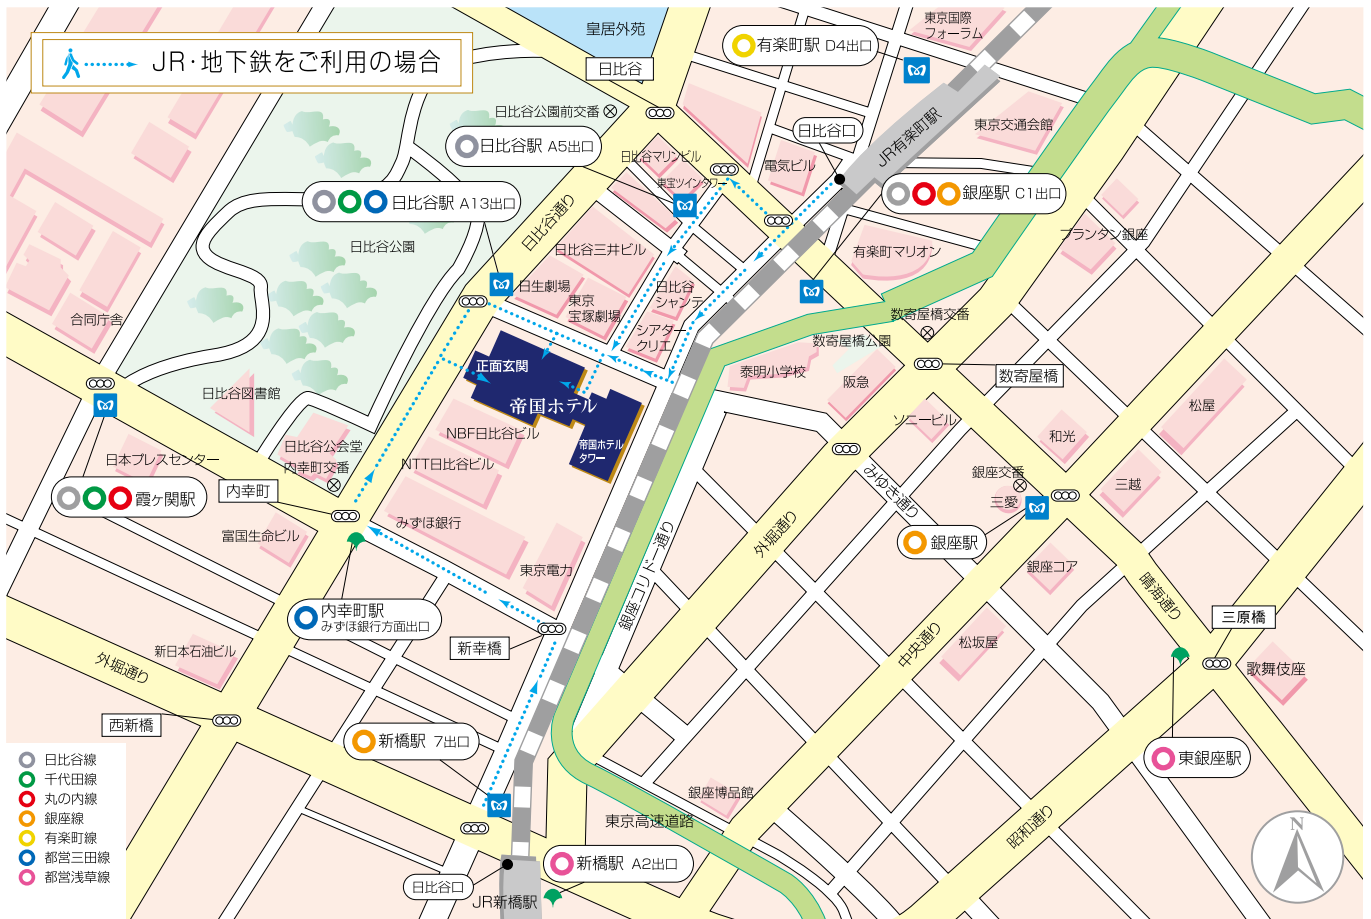 JR・地下鉄をご利用の場合
皇居外苑
日比谷
有楽町駅 D4出口
東京国際
フォーラム
日比谷公園前交番
日比谷駅 A5出口
日比谷マリンビル
東宝ツインタワー
電気ビル
日比谷口
JR有楽町駅
東京交通会館
日比谷駅 A13出口
日比谷通り
銀座駅 C1出口
日比谷公園
日比谷三井ビル
有楽町マリオン
プランタン銀座
日生劇場
東京
宝塚劇場
日比谷
シャンテ
シアター
クリエ
数寄屋橋交番
数寄屋橋公園
合同庁舎
正面玄関
帝国ホテル
泰明小学校
阪急
数寄屋橋
日比谷図書館
松屋
ソニービル
和光
帝国ホテル
タワー
NBF日比谷ビル
日比谷公会堂
内幸町交番
日本プレスセンター
NTT日比谷ビル
銀座交番
三愛
三越
みゆき通り
霞ヶ関駅
内幸町
みずほ銀行
富国生命ビル
外堀通り
銀座駅
東京電力
銀座コリドー通り
銀座コア
晴海通り
内幸町駅
みずほ銀行方面出口
新幸橋
三原橋
中央通り
松坂屋
新日本石油ビル
外堀通り
歌舞伎座
西新橋
新橋駅 7出口
東銀座駅
銀座博品館
東京高速道路
昭和通り
N
新橋駅 A2出口
日比谷口
JR新橋駅
日比谷線
千代田線
丸の内線
銀座線
有楽町線
都営三田線
都営浅草線